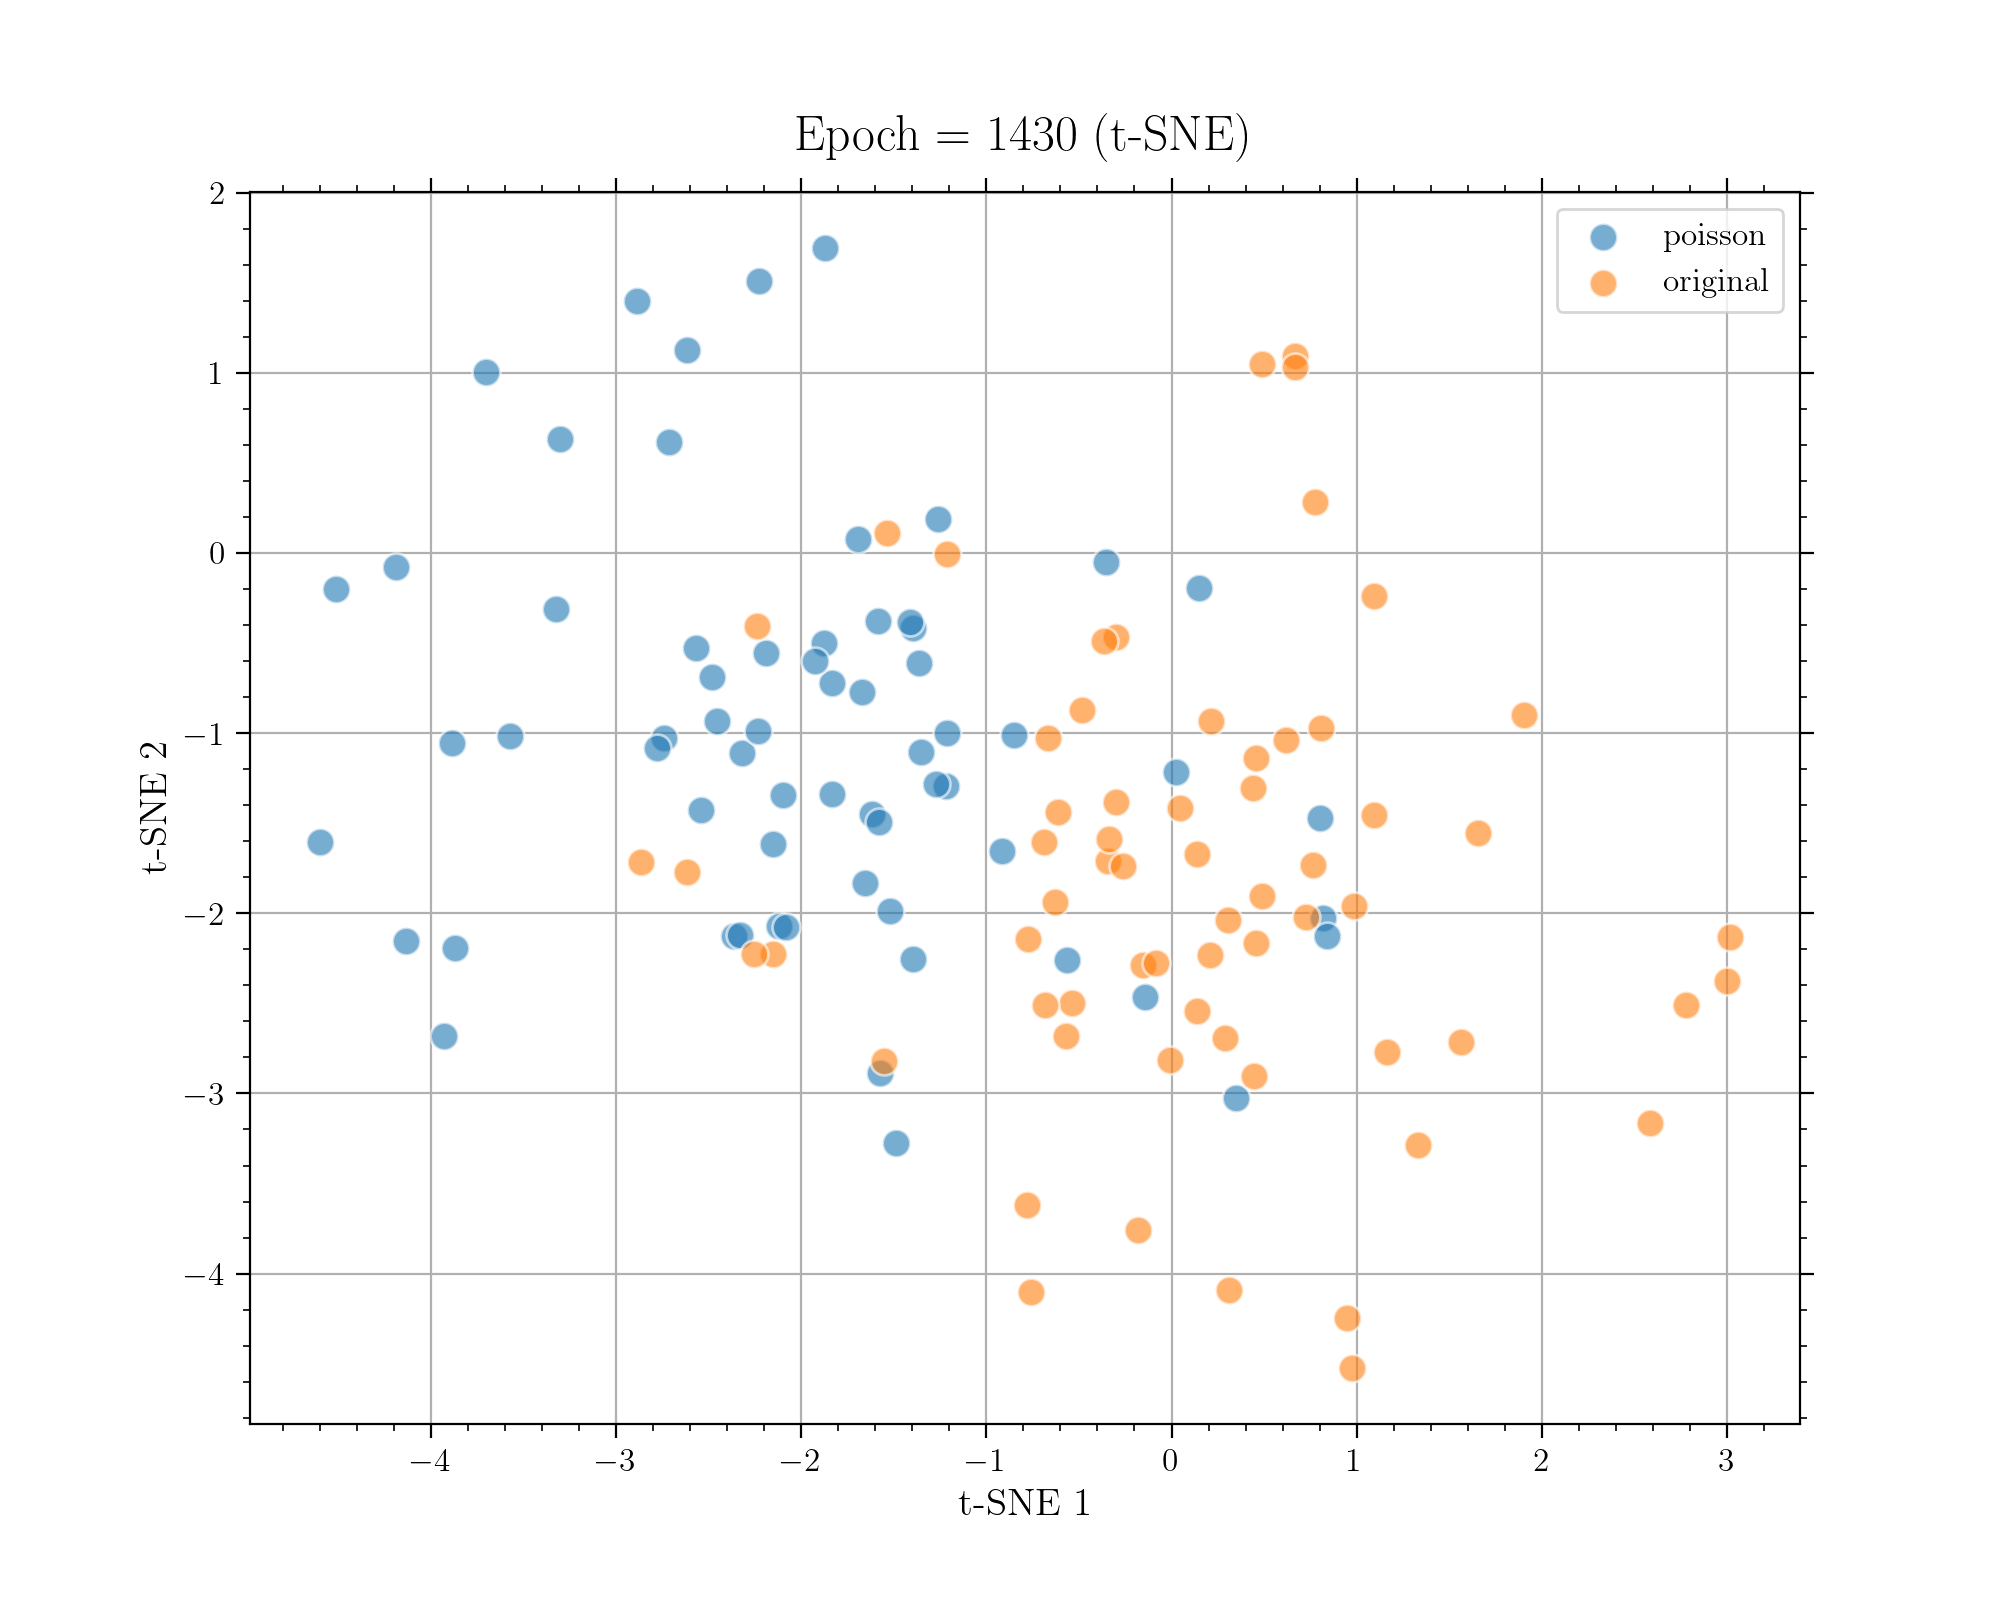 Epoch = 1430 (t-SNE)
poisson
original
2
1
0
−1
−2
−3
−4
t-SNE 2
−4 −3 −2 −1 0 1 2 3
t-SNE 1